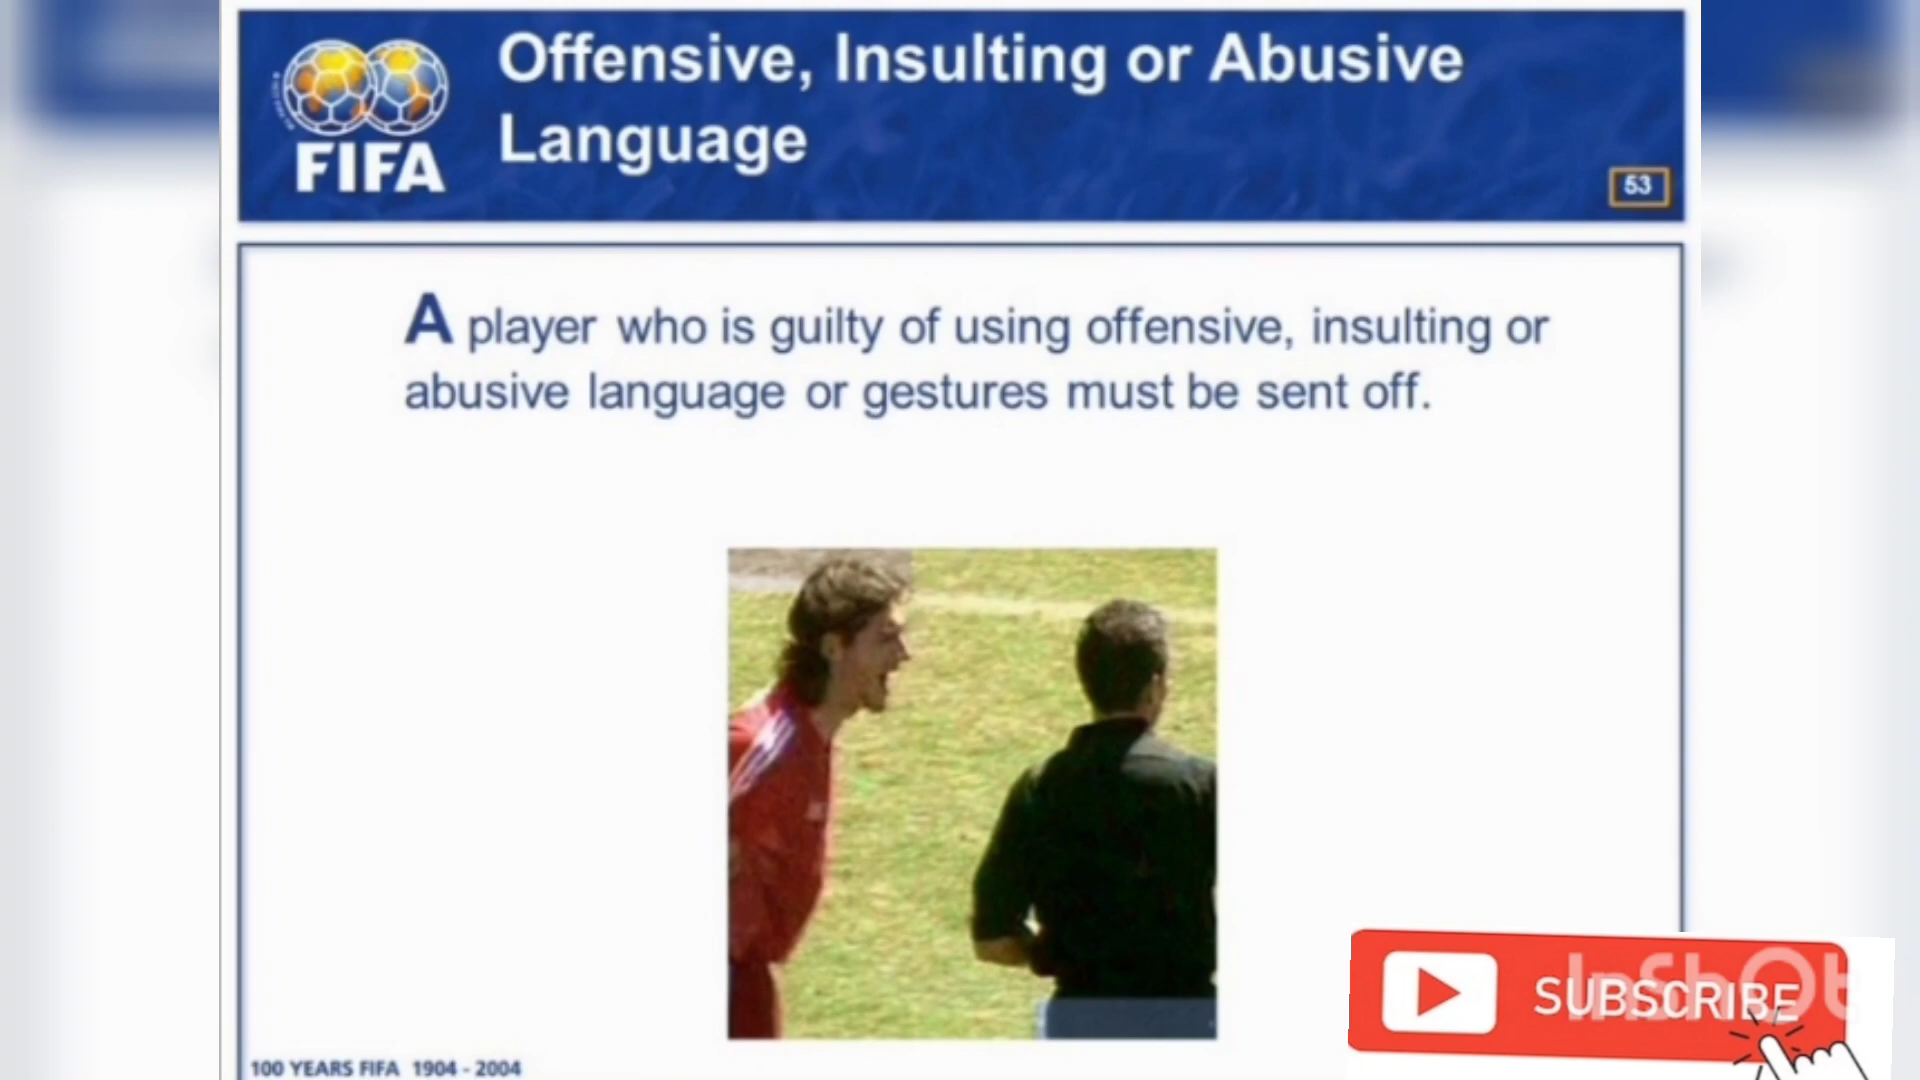 Offensive, Insulting or Abusive
Language
FIFA
53
A player who is guilty of using offensive, insulting or
abusive language or gestures must be sent off.
SUBSCRIBE
InShOt
100 YEARS FIFA 1904 - 2004